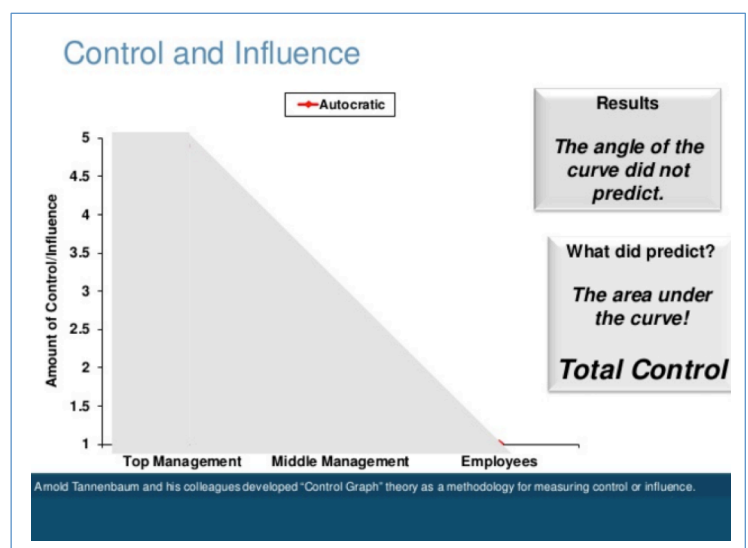 Control and Influence
Autocratic
Results
The angle of the
curve did not
predict.
What did predict?
The area under
the curve!
Total Control
Amount of Control/Influence
5
4.5
4
3.5
3
2.5
2
1.5
1
Top Management Middle Management Employees
Arnold Tannenbaum and his colleagues developed “Control Graph” theory as a methodology for measuring control or influence.